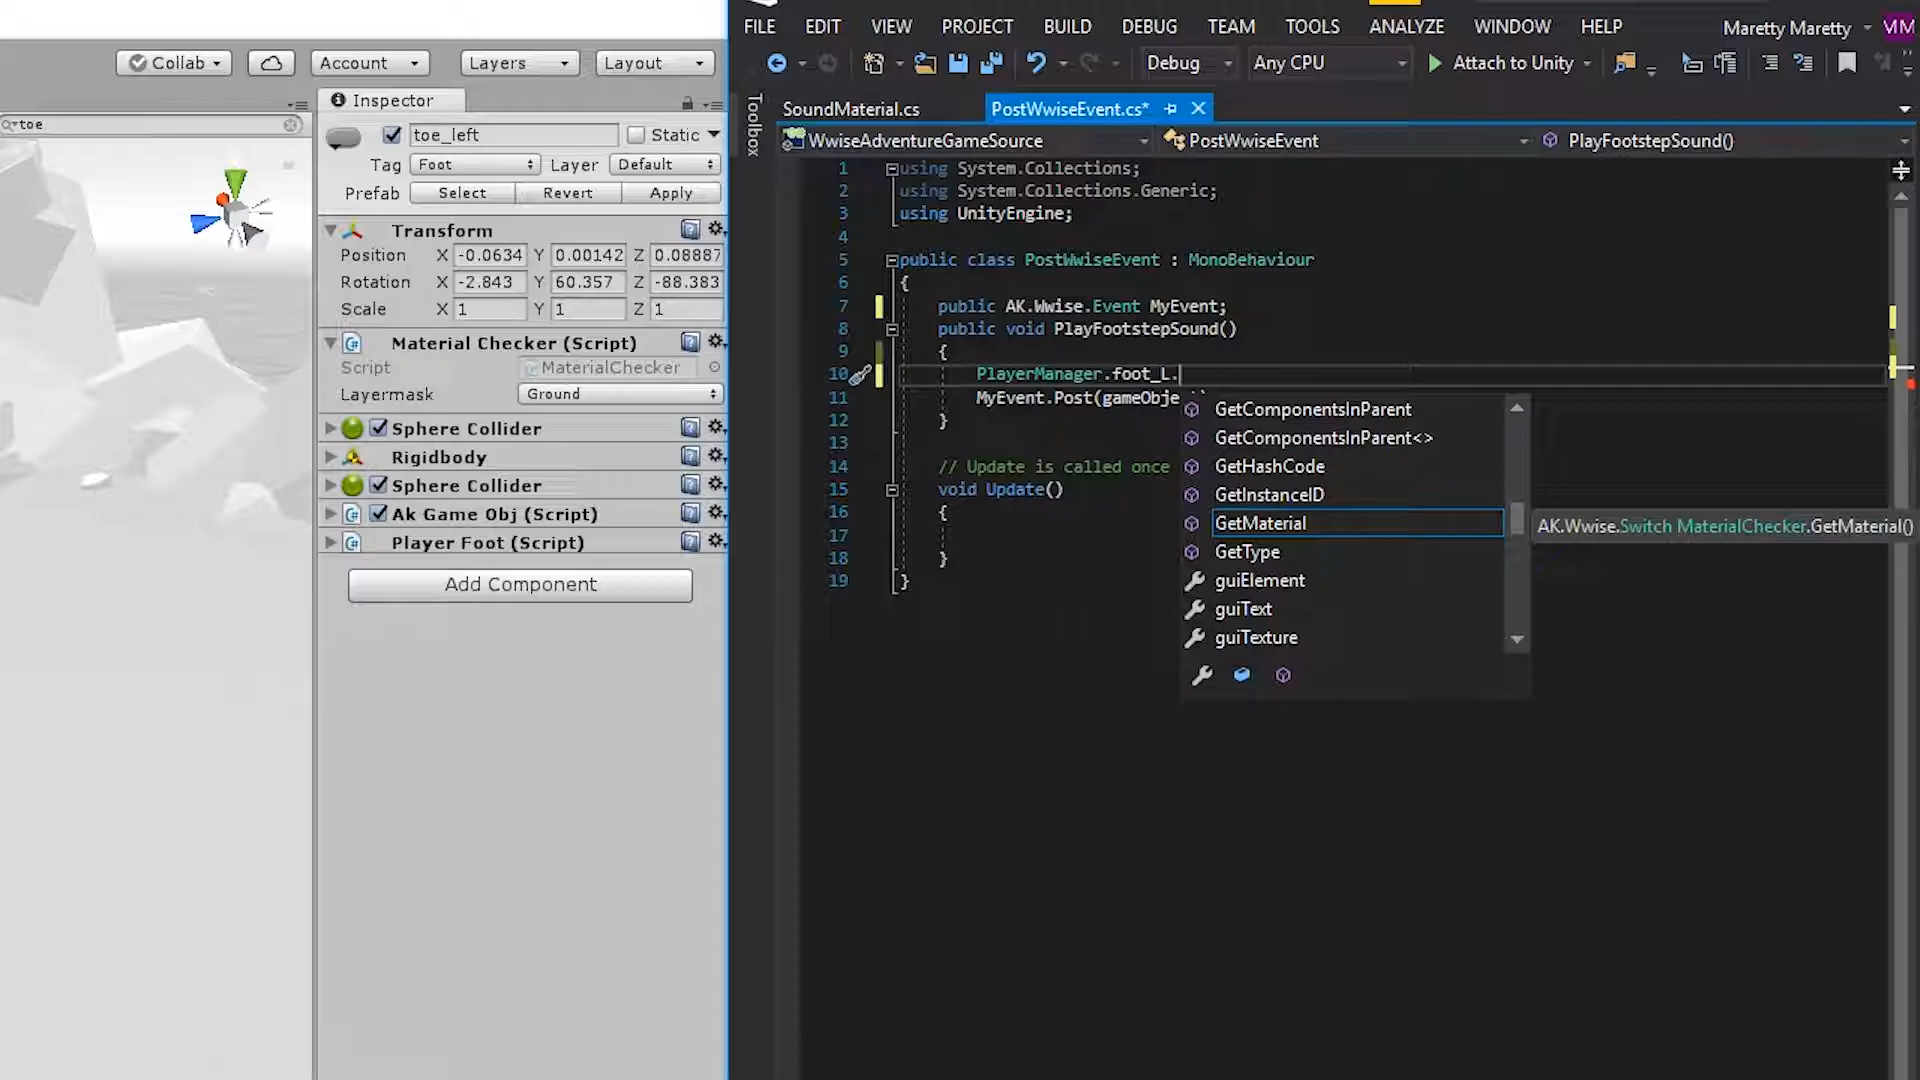 FILE EDIT VIEW PROJECT BUILD DEBUG TEAM TOOLS ANALYZE WINDOW HELP Maretty Maretty MM
Collab Account Layers Layout
Debug Any CPU Attach to Unity
Inspector
toe
toe_left Static
Tag Foot Layer Default
Prefab Select Revert Apply
Transform
Position X -0.0634 Y 0.00142 Z 0.08887
Rotation X -2.843 Y 60.357 Z -88.383
Scale X 1 Y 1 Z 1
Material Checker (Script)
Script MaterialChecker
Layermask Ground
Sphere Collider
Rigidbody
Sphere Collider
Ak Game Obj (Script)
Player Foot (Script)
Add Component
Toolbox
SoundMaterial.cs PostWwiseEvent.cs*
WwiseAdventureGameSource PostWwiseEvent PlayFootstepSound()
1 using System.Collections;
2 using System.Collections.Generic;
3 using UnityEngine;
4
5 public class PostWwiseEvent : MonoBehaviour
6 {
7 public AK.Wwise.Event MyEvent;
8 public void PlayFootstepSound()
9 {
10 PlayerManager.foot_L.
11 MyEvent.Post(gameObje
12 }
13
14 // Update is called once
15 void Update()
16 {
17
18 }
19 }
GetComponentsInParent
GetComponentsInParent<>
GetHashCode
GetInstanceID
GetMaterial
GetType
guiElement
guiText
guiTexture
AK.Wwise.Switch MaterialChecker.GetMaterial()